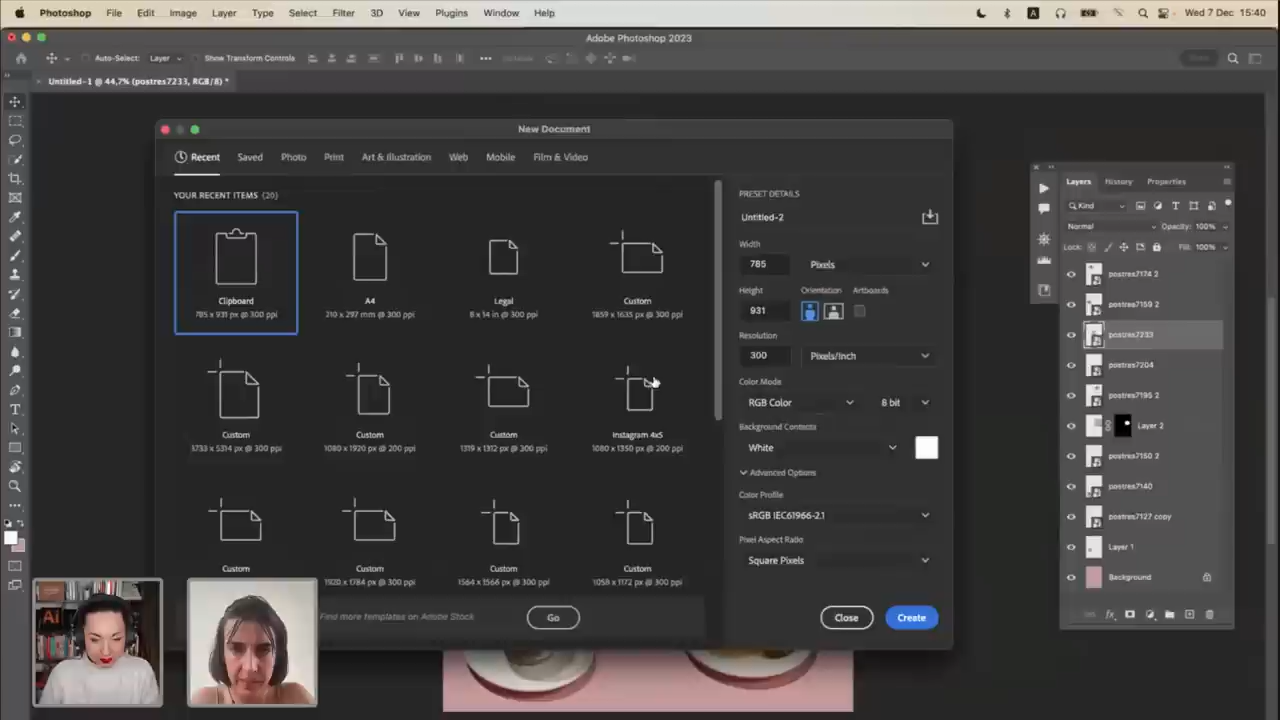 Photoshop File Edit Image Layer Type Select Filter 3D View Plugins Window Help A Wed 7 Dec 15:40
Adobe Photoshop 2023
Auto-Select: Layer Show Transform Controls
Untitled-1 @ 44,7% (postres7233, RGB/8) *
New Document
Recent Saved Photo Print Art & Illustration Web Mobile Film & Video
YOUR RECENT ITEMS (20)
Clipboard
785 x 931 px @ 300 ppi
A4
210 x 297 mm @ 300 ppi
Legal
8 x 14 in @ 300 ppi
Custom
1859 x 1635 px @ 300 ppi
Custom
3733 x 5314 px @ 300 ppi
Custom
1080 x 1920 px @ 300 ppi
Custom
1319 x 1312 px @ 300 ppi
Instagram 4x5
1080 x 1350 px @ 200 ppi
Custom
Custom
1920 x 1784 px @ 300 ppi
Custom
1564 x 1566 px @ 300 ppi
Custom
1058 x 1172 px @ 300 ppi
Find more templates on Adobe Stock
Go
PRESET DETAILS
Untitled-2
Width
785 Pixels
Height Orientation Artboards
931
Resolution
300 Pixels/Inch
Color Mode
RGB Color 8 bit
Background Contents
White
Advanced Options
Color Profile
sRGB IEC61966-2.1
Pixel Aspect Ratio
Square Pixels
Close Create
Layers History Properties
Kind
Normal Opacity: 100%
Lock: Fill: 100%
postres7174 2
postres7159 2
postres7233
postres7204
postres7195 2
Layer 2
postres7150 2
postres7140
postres7127 copy
Layer 1
Background
Ai